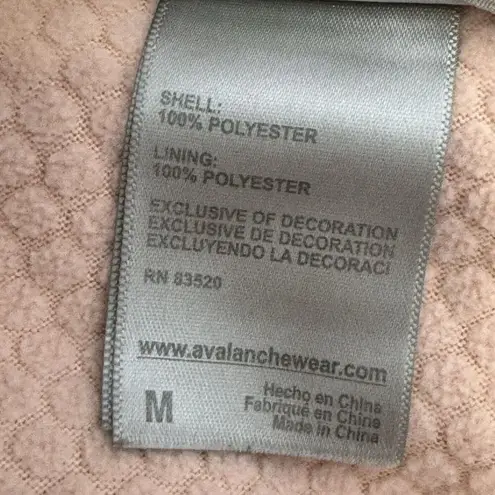 SHELL:
100% POLYESTER
LINING:
100% POLYESTER
EXCLUSIVE OF DECORATION
EXCLUSIVE DE DECORATION
EXCLUYENDO LA DECORACI
RN 83520
www.avalanchewear.com
M
Hecho en China
Fabriqué en Chine
Made in China